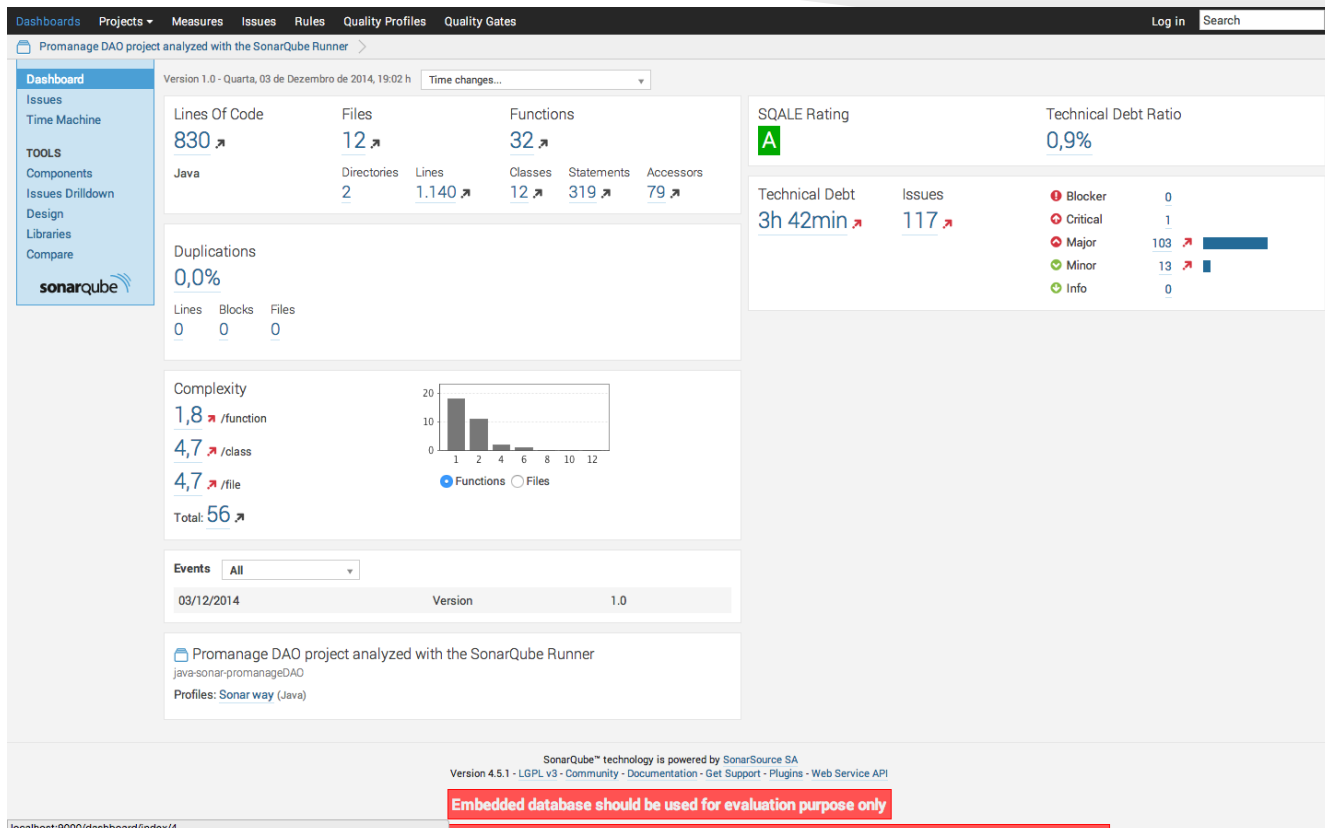 Dashboards Projects Measures Issues Rules Quality Profiles Quality Gates Log in Search
Promanage DAO project analyzed with the SonarQube Runner
Dashboard
Issues
Time Machine
TOOLS
Components
Issues Drilldown
Design
Libraries
Compare
sonarqube
Version 1.0 - Quarta, 03 de Dezembro de 2014, 19:02 h Time changes...
Lines Of Code Files Functions
830 12 32
Java Directories Lines Classes Statements Accessors
2 1.140 12 319 79
Duplications
0,0%
Lines Blocks Files
0 0 0
Complexity
1,8 /function
4,7 /class
4,7 /file
Total: 56
20
10
0
1 2 4 6 8 10 12
Functions Files
Events All
03/12/2014 Version 1.0
Promanage DAO project analyzed with the SonarQube Runner
java-sonar-promanageDAO
Profiles: Sonar way (Java)
SQALE Rating Technical Debt Ratio
A 0,9%
Technical Debt Issues
3h 42min 117
Blocker 0
Critical 1
Major 103
Minor 13
Info 0
SonarQube™ technology is powered by SonarSource SA
Version 4.5.1 - LGPL v3 - Community - Documentation - Get Support - Plugins - Web Service API
Embedded database should be used for evaluation purpose only
localhost:9000/dashboard/index/4